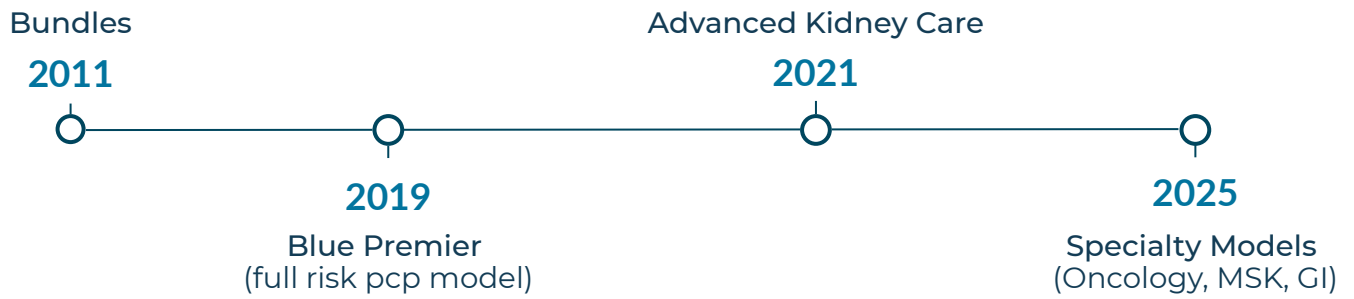 Bundles
2011
2019
Blue Premier
(full risk pcp model)
Advanced Kidney Care
2021
2025
Specialty Models
(Oncology, MSK, GI)